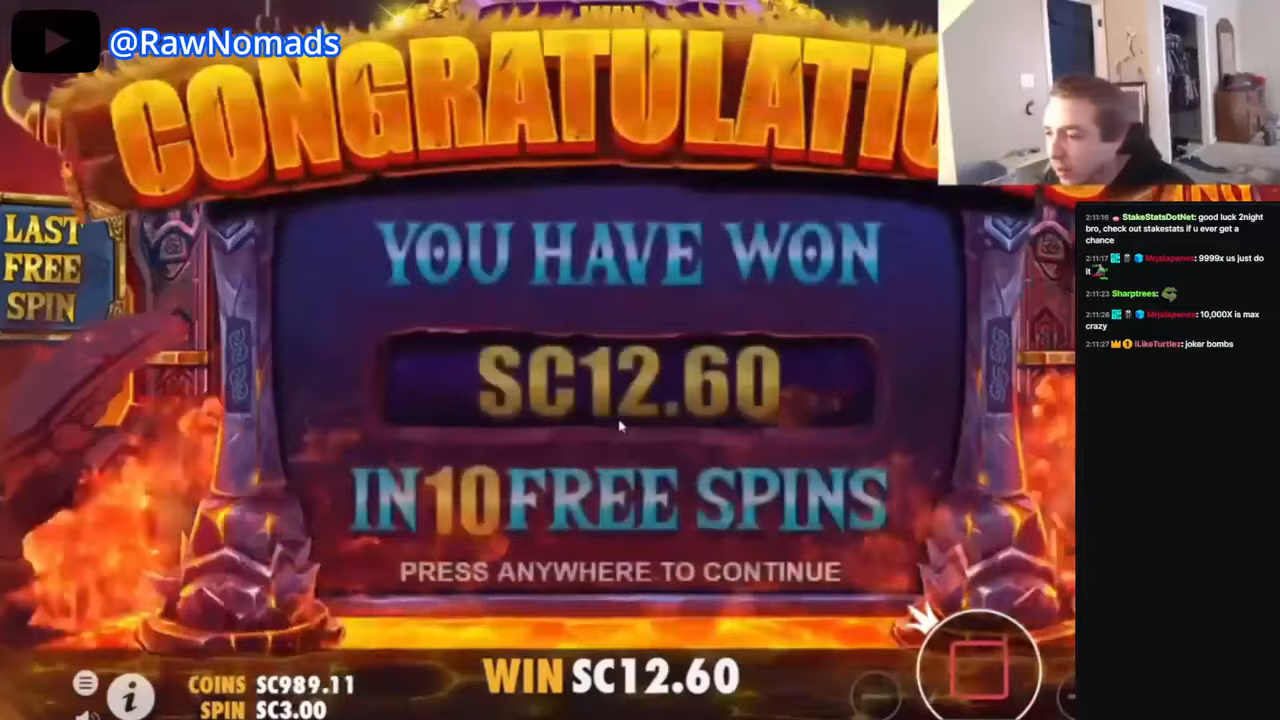 @RawNomads
WIN
CONGRATULATIO
LAST
FREE
SPIN
YOU HAVE WON
SC12.60
IN 10 FREE SPINS
PRESS ANYWHERE TO CONTINUE
WIN SC12.60
COINS SC989.11
SPIN SC3.00
2:11:16 StakeStatsDotNet: good luck 2night
bro, check out stakestats if u ever get a
chance
2:11:17 Mrjalapenos: 9999x us just do
it
2:11:23 Sharptrees:
2:11:26 Mrjalapenos: 10,000X is max
crazy
2:11:27 iLikeTurtlez: joker bombs